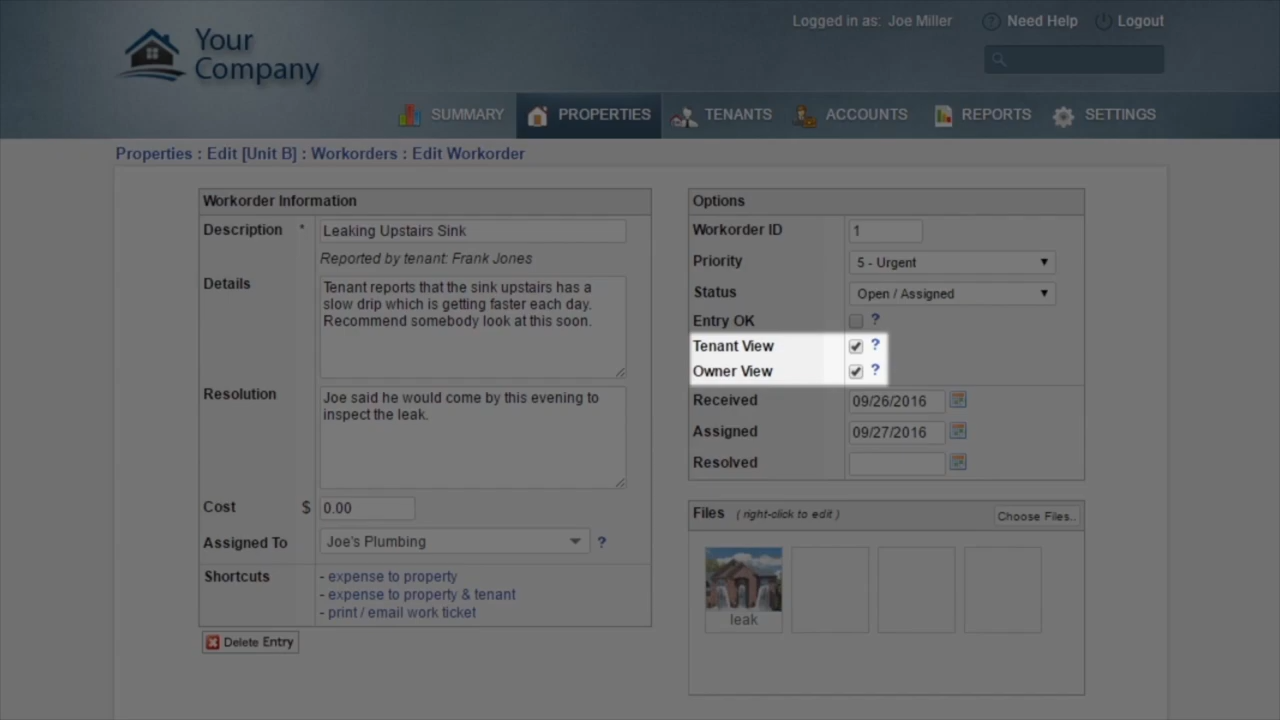 Your
Company
Logged in as: Joe Miller
Need Help
Logout
SUMMARY
PROPERTIES
TENANTS
ACCOUNTS
REPORTS
SETTINGS
Properties : Edit [Unit B] : Workorders : Edit Workorder
Workorder Information
Description * Leaking Upstairs Sink
Reported by tenant: Frank Jones
Details
Tenant reports that the sink upstairs has a
slow drip which is getting faster each day.
Recommend somebody look at this soon.
Resolution
Joe said he would come by this evening to
inspect the leak.
Cost $ 0.00
Assigned To Joe's Plumbing ?
Shortcuts
- expense to property
- expense to property & tenant
- print / email work ticket
Delete Entry
Options
Workorder ID 1
Priority 5 - Urgent
Status Open / Assigned
Entry OK ?
Tenant View ?
Owner View ?
Received 09/26/2016
Assigned 09/27/2016
Resolved
Files ( right-click to edit ) Choose Files..
leak